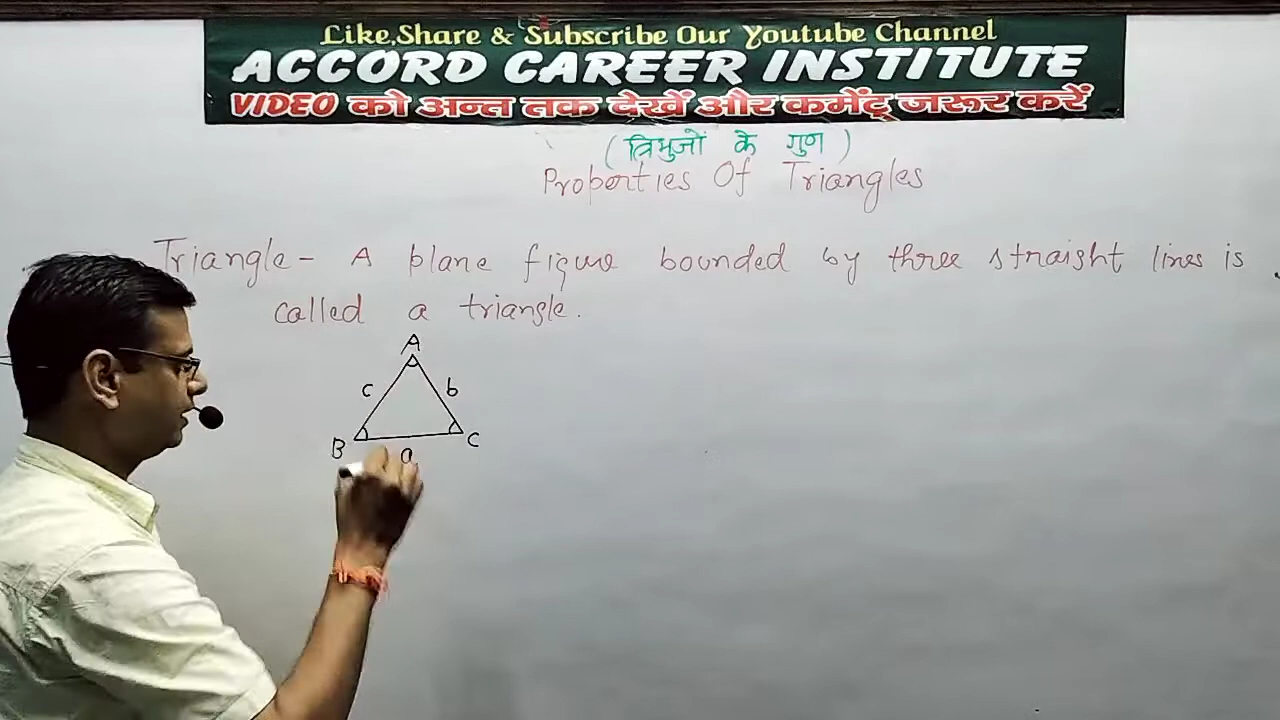 Like,Share & Subscribe Our Youtube Channel
ACCORD CAREER INSTITUTE
VIDEO को अन्त तक देखें और कमेंट् जरूर करें
(त्रिभुजों के गुण)
Properties Of Triangles
Triangle - A plane figure bounded by three straight lines is
called a triangle.
A
c b
B C
a